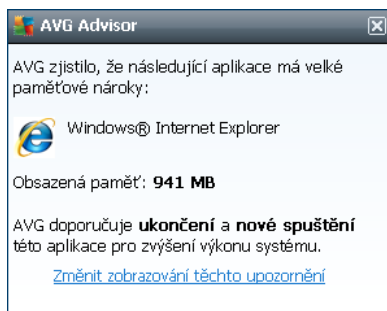 AVG Advisor
AVG zjistilo, že následující aplikace má velké
paměťové nároky:
Windows® Internet Explorer
Obsazená paměť: 941 MB
AVG doporučuje ukončení a nové spuštění
této aplikace pro zvýšení výkonu systému.
Změnit zobrazování těchto upozornění